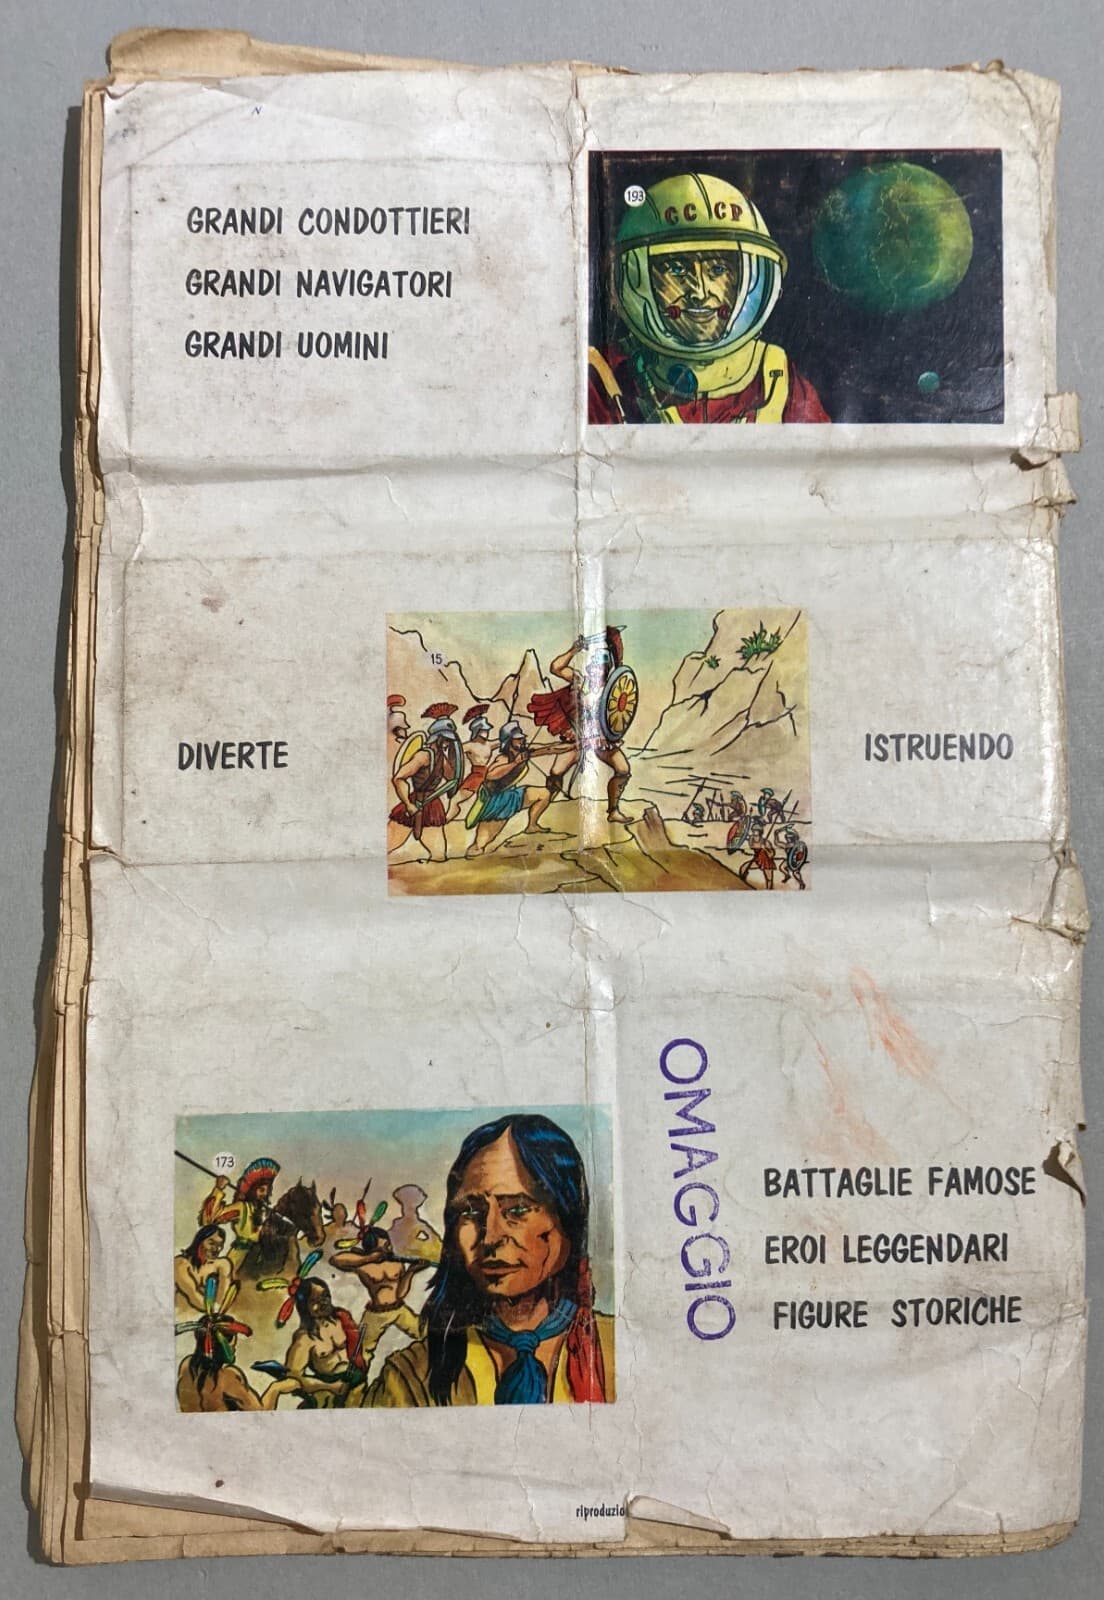 GRANDI CONDOTTIERI
GRANDI NAVIGATORI
GRANDI UOMINI
193
CC CP
15
DIVERTE
ISTRUENDO
173
OMAGGIO
BATTAGLIE FAMOSE
EROI LEGGENDARI
FIGURE STORICHE
riproduzio